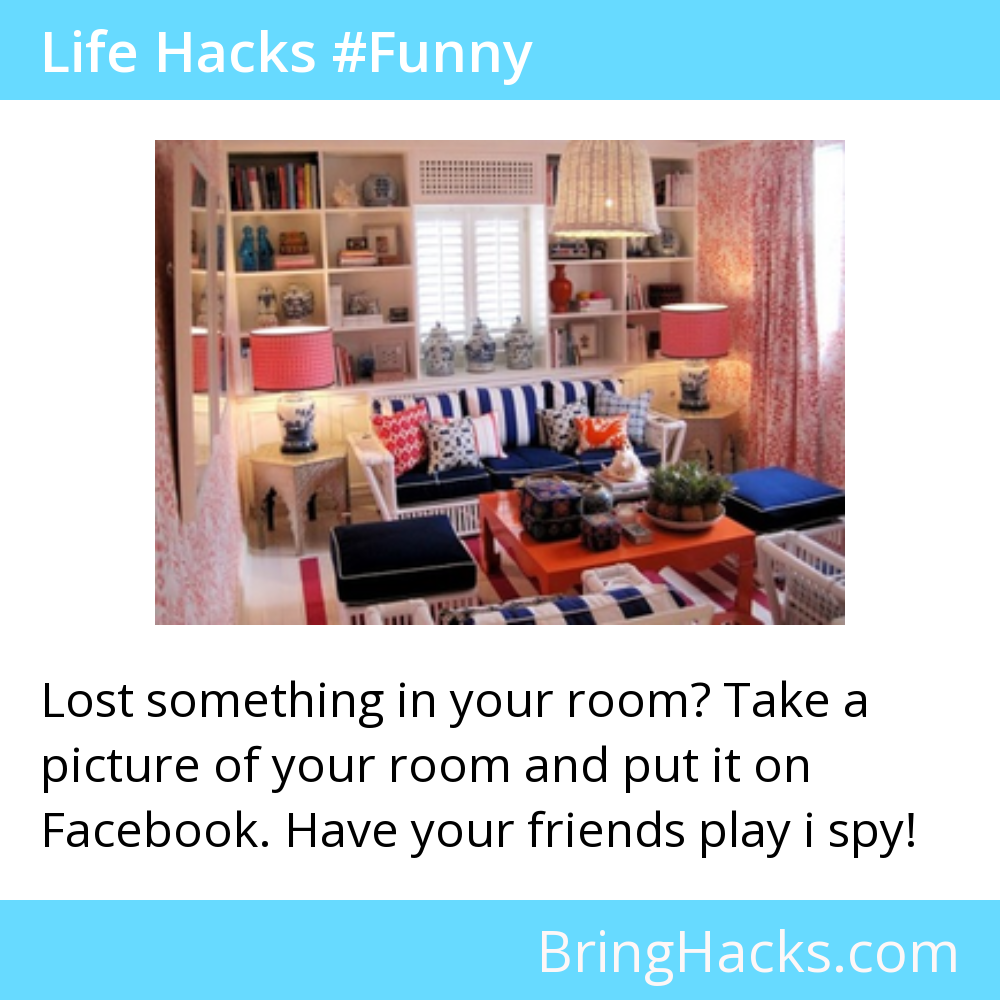 Life Hacks #Funny
Lost something in your room? Take a
picture of your room and put it on
Facebook. Have your friends play i spy!
BringHacks.com